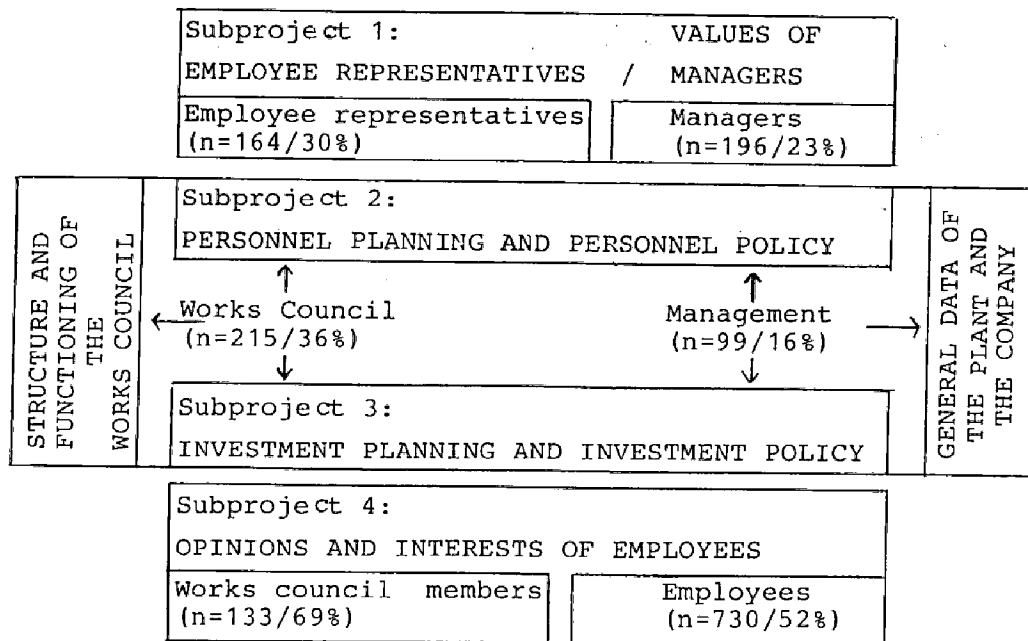 Subproject 1: VALUES OF
EMPLOYEE REPRESENTATIVES / MANAGERS
Employee representatives
(n=164/30%)
Managers
(n=196/23%)
STRUCTURE AND
FUNCTIONING OF
THE
WORKS COUNCIL
Subproject 2:
PERSONNEL PLANNING AND PERSONNEL POLICY
Works Council
(n=215/36%)
Management
(n=99/16%)
Subproject 3:
INVESTMENT PLANNING AND INVESTMENT POLICY
GENERAL DATA OF
THE PLANT AND
THE COMPANY
Subproject 4:
OPINIONS AND INTERESTS OF EMPLOYEES
Works council members
(n=133/69%)
Employees
(n=730/52%)